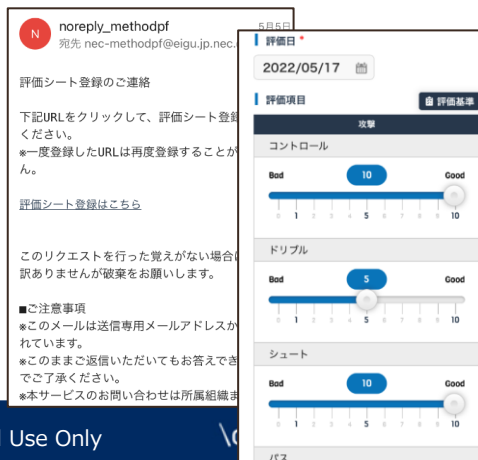 N
noreply_methodpf
5月5日
宛先 nec-methodpf@eigu.jp.nec.
評価シート登録のご連絡
下記URLをクリックして、評価シート登録
ください。
※一度登録したURLは再度登録することが
ん。
評価シート登録はこちら
このリクエストを行った覚えがない場合
訳ありませんが破棄をお願いします。
■ご注意事項
※このメールは送信専用メールアドレスか
れています。
※このままご返信いただいてもお答えでき
でご了承ください。
※本サービスのお問い合わせは所属組織ま
Use Only
評価日 *
2022/05/17
評価項目
評価基準
攻撃
コントロール
Bad 10 Good
0 1 2 3 4 5 6 7 8 9 10
ドリブル
Bad 5 Good
0 1 2 3 4 5 6 7 8 9 10
シュート
Bad 10 Good
0 1 2 3 4 5 6 7 8 9 10
パス